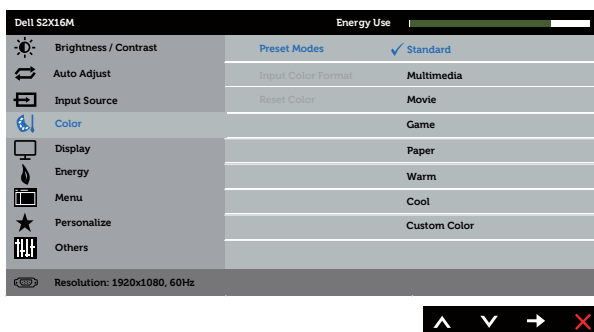 Dell S2X16M Energy Use
Brightness / Contrast Preset Modes Standard
Auto Adjust Input Color Format Multimedia
Input Source Reset Color Movie
Color Game
Display Paper
Energy Warm
Menu Cool
Personalize Custom Color
Others
Resolution: 1920x1080, 60Hz